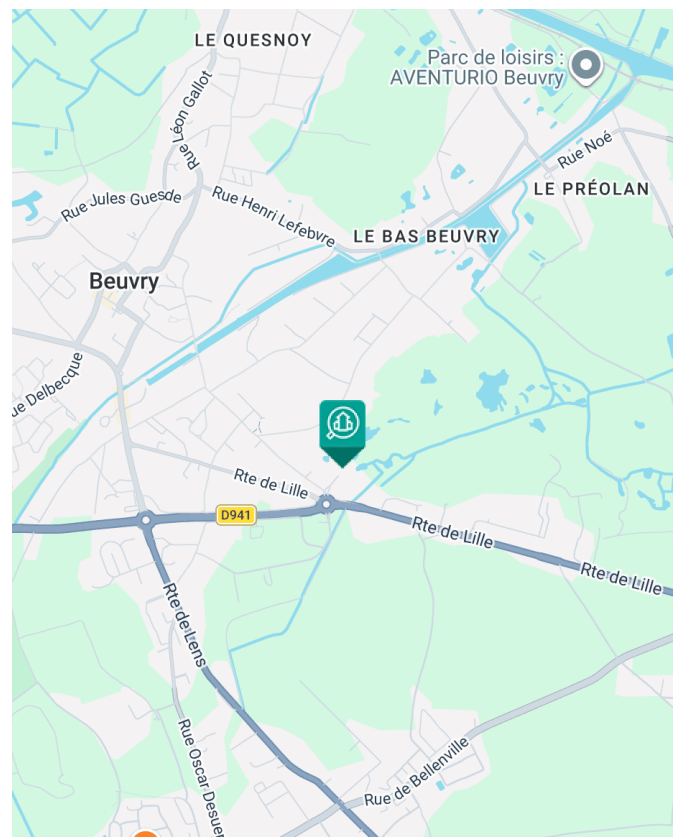 LE QUESNOY
Parc de loisirs :
AVENTURIO Beuvry
Rue Léon Gallot
Rue Noé
Rue Jules Guesde
LE PRÉOLAN
Rue Henri Lefebvre
LE BAS BEUVRY
Beuvry
ue Delbecque
Rte de Lille
D941
Rte de Lille
Rte de Lille
Rte de Lens
Rue Oscar Desuer
Rue de Bellenville